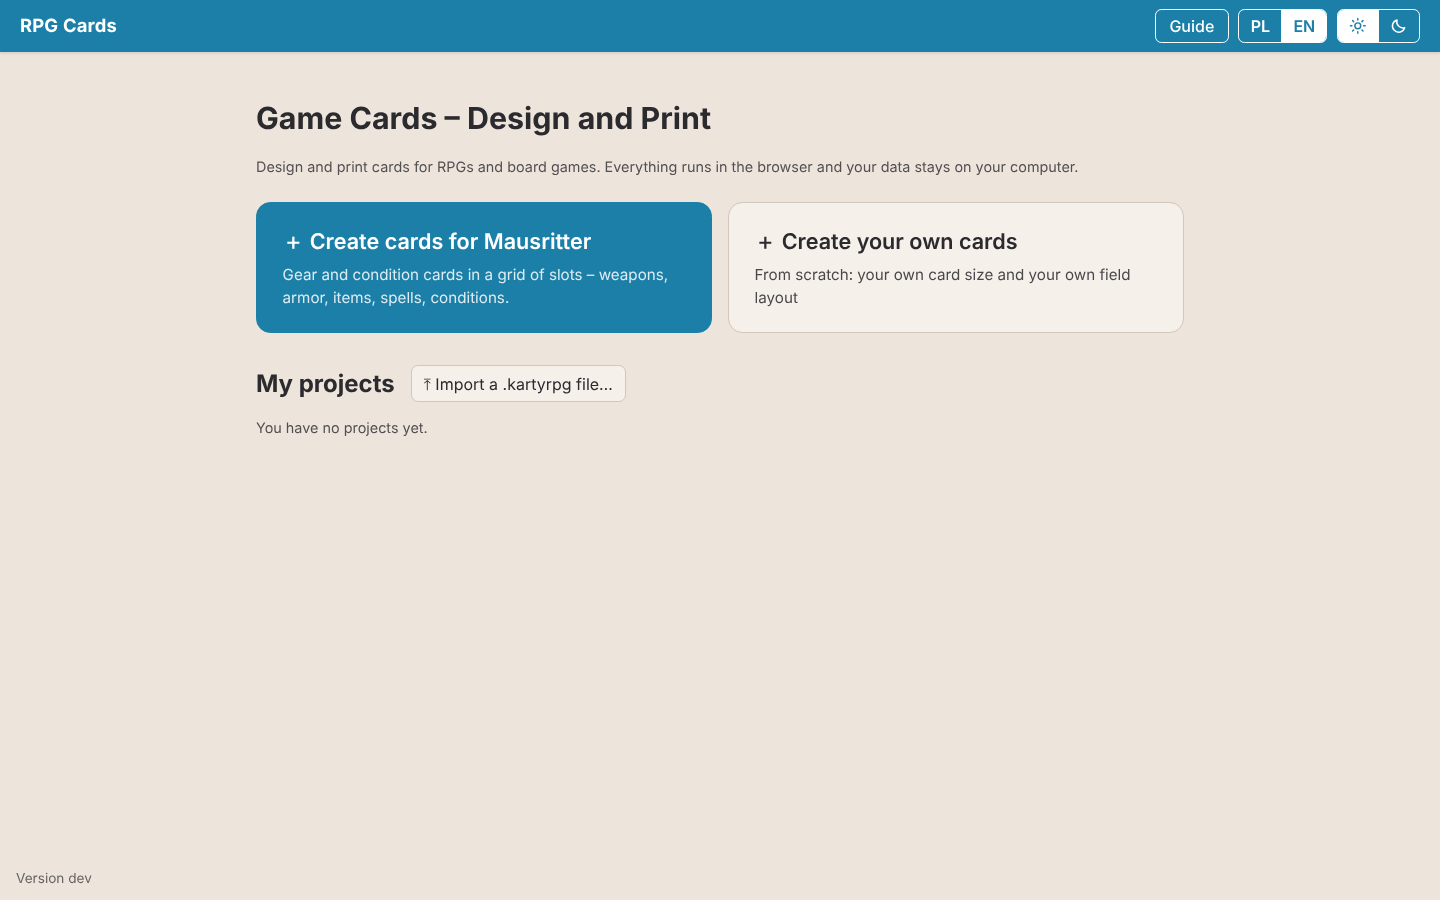 RPG Cards
Guide
PL
EN
Game Cards – Design and Print
Design and print cards for RPGs and board games. Everything runs in the browser and your data stays on your computer.
+ Create cards for Mausritter
Gear and condition cards in a grid of slots – weapons,
armor, items, spells, conditions.
+ Create your own cards
From scratch: your own card size and your own field
layout
My projects
⤒ Import a .kartyrpg file…
You have no projects yet.
Version dev